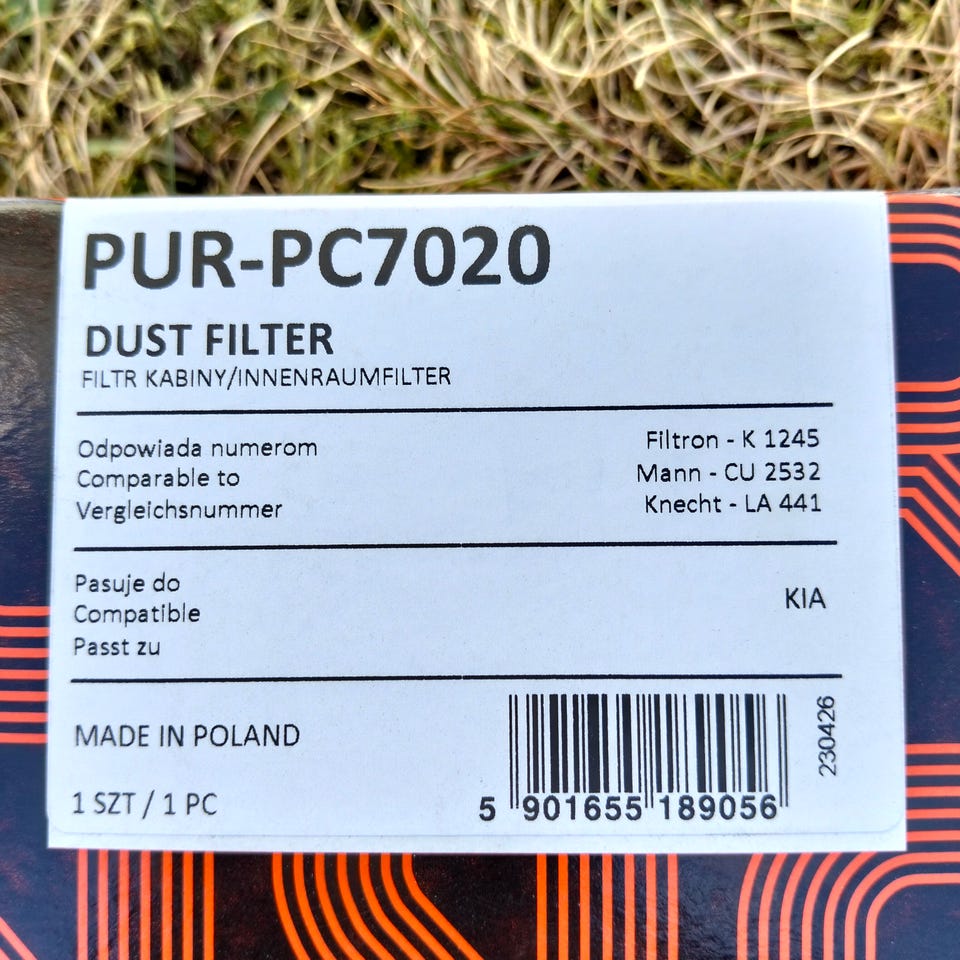 PUR-PC7020
DUST FILTER
FILTR KABINY/INNENRAUMFILTER
Odpowiada numerom
Comparable to
Vergleichsnummer
Filtron - K 1245
Mann - CU 2532
Knecht - LA 441
Pasuje do
Compatible
Passt zu
KIA
MADE IN POLAND
1 SZT / 1 PC
5 901655 189056
230426